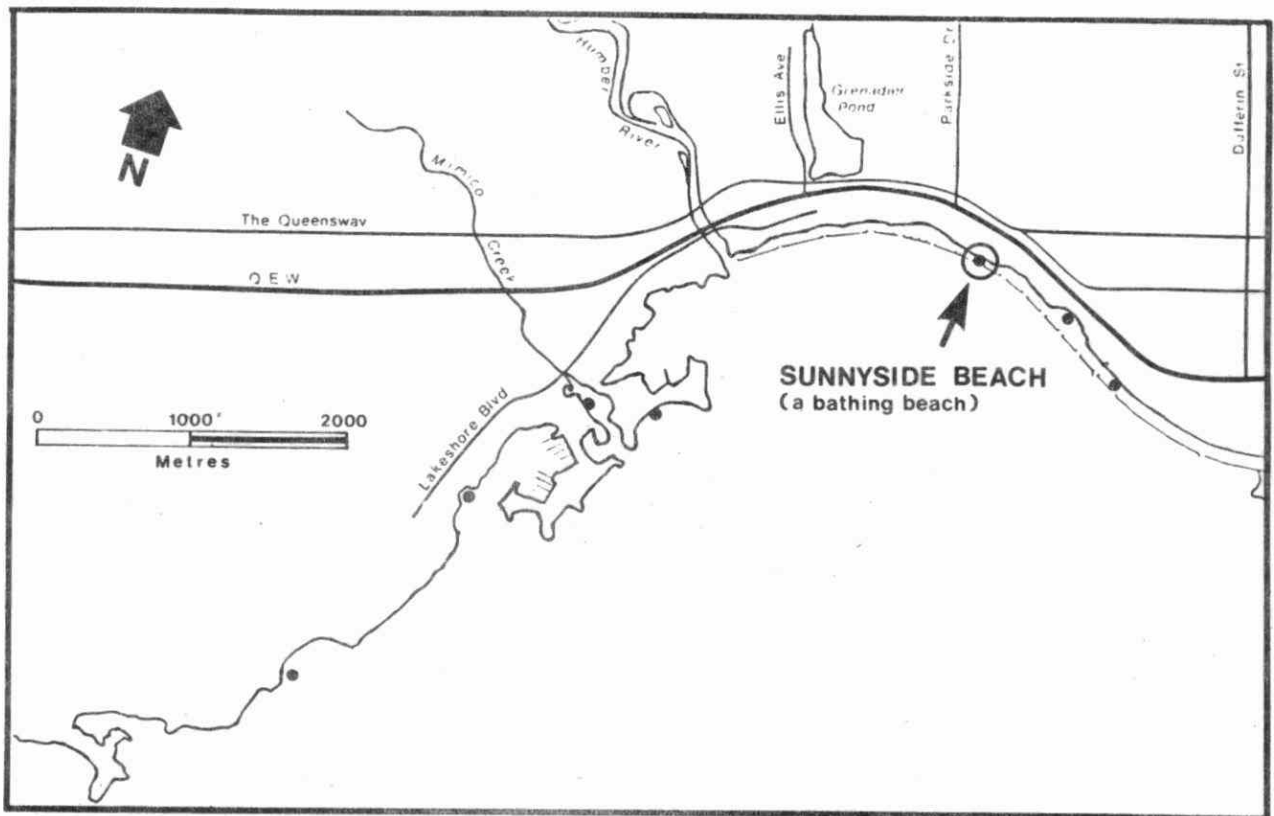 Humber
River
Ellis Ave
Grenadier
Pond
Parkside Dr
Dufferin St
N
Mimico
Creek
The Queensway
Q E W
SUNNYSIDE BEACH
(a bathing beach)
0 1000 2000
Metres
Lakeshore Blvd